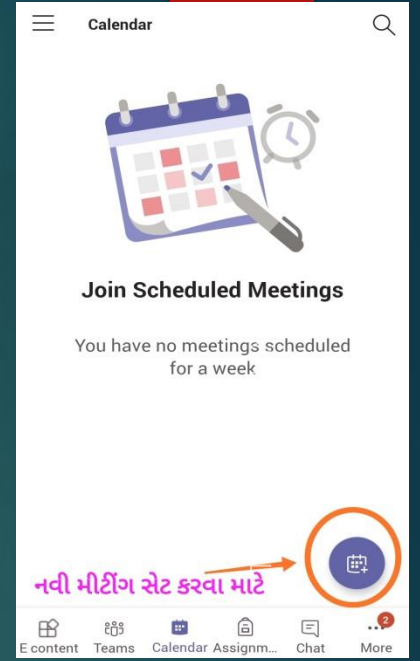 Calendar
Join Scheduled Meetings
You have no meetings scheduled
for a week
નવી મીટીંગ સેટ કરવા માટે
2
E content Teams Calendar Assignm... Chat More